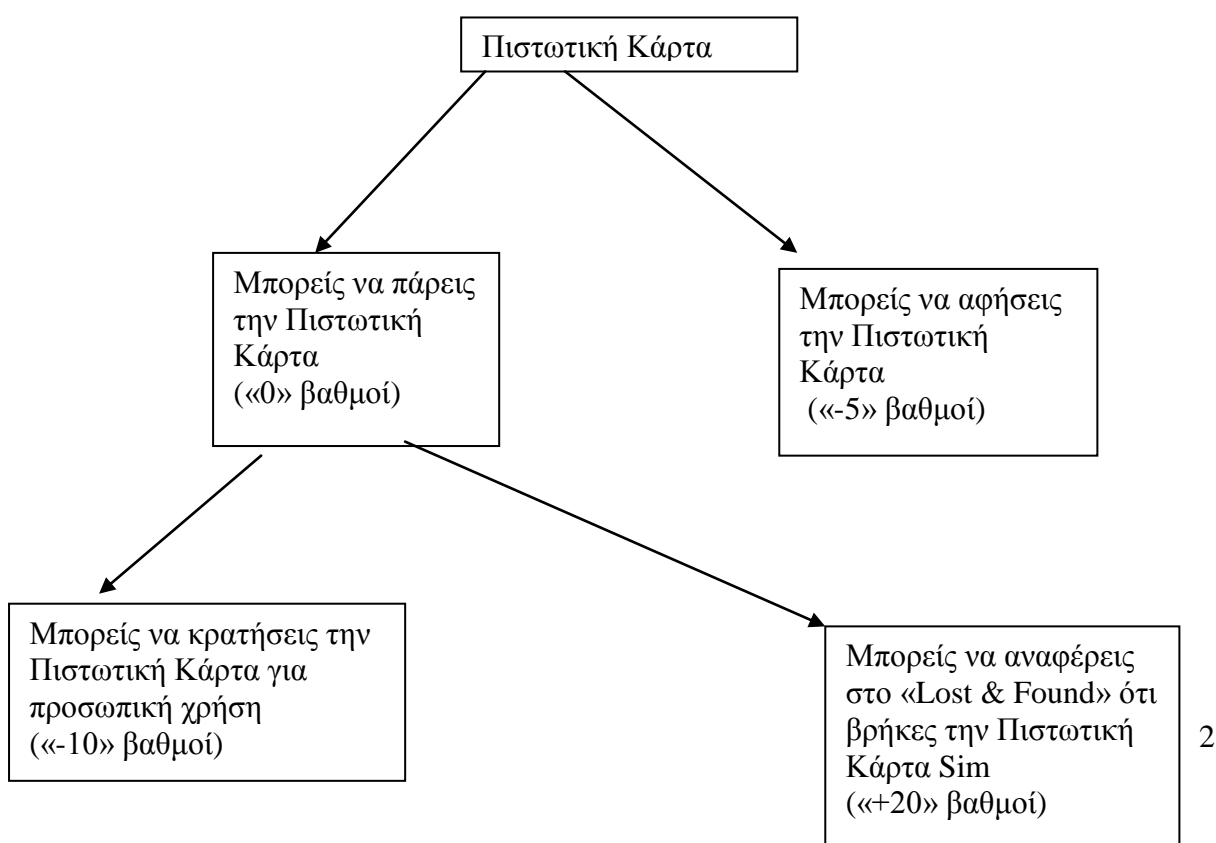 Πιστωτική Κάρτα
Μπορείς να πάρεις
την Πιστωτική
Κάρτα
(«0» βαθμοί)
Μπορείς να αφήσεις
την Πιστωτική
Κάρτα
(«-5» βαθμοί)
Μπορείς να κρατήσεις την
Πιστωτική Κάρτα για
προσωπική χρήση
(«-10» βαθμοί)
Μπορείς να αναφέρεις
στο «Lost & Found» ότι
βρήκες την Πιστωτική
Κάρτα Sim
(«+20» βαθμοί)
2